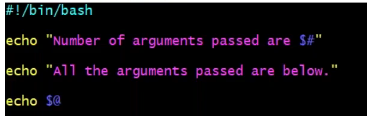 #!/bin/bash
echo "Number of arguments passed are $#"
echo "All the arguments passed are below."
echo $@